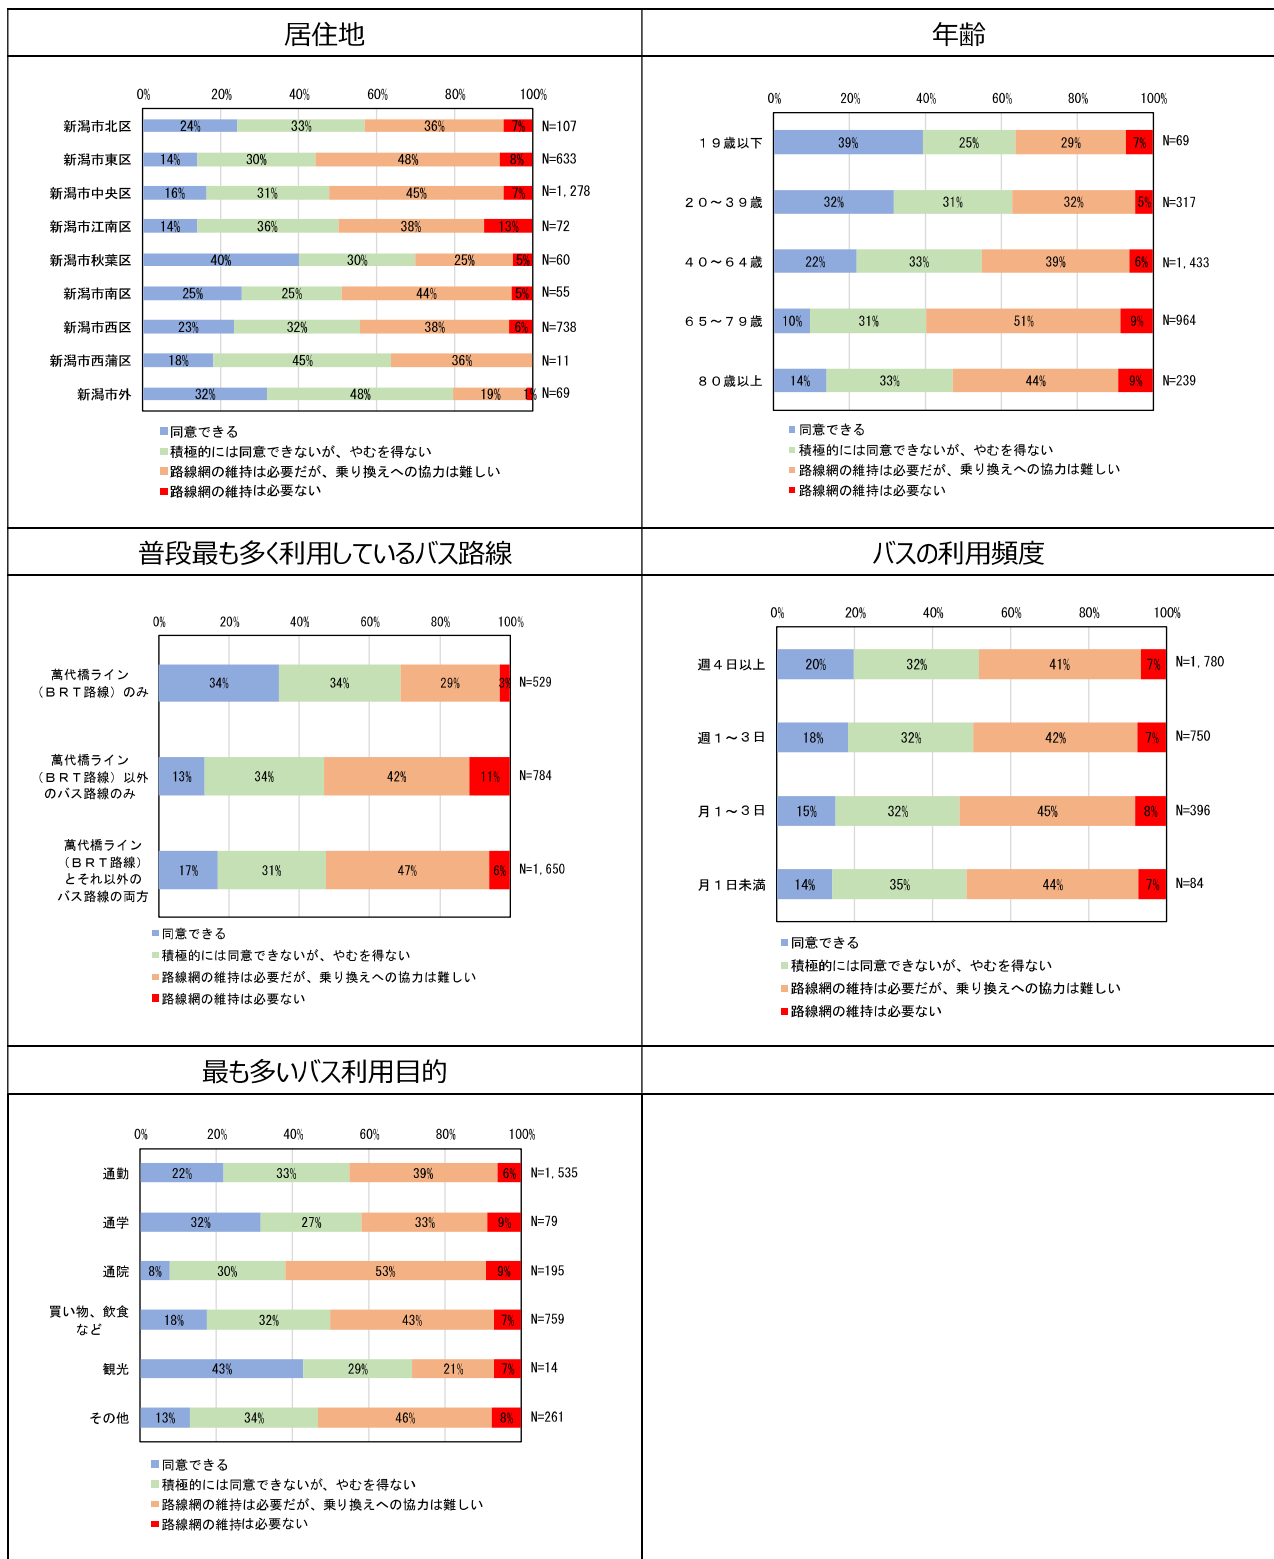 居住地
0% 20% 40% 60% 80% 100%
新潟市北区 24% 33% 36% 7% N=107
新潟市東区 14% 30% 48% 8% N=633
新潟市中央区 16% 31% 45% 7% N=1,278
新潟市江南区 14% 36% 38% 13% N=72
新潟市秋葉区 40% 30% 25% 5% N=60
新潟市南区 25% 25% 44% 5% N=55
新潟市西区 23% 32% 38% 6% N=738
新潟市西蒲区 18% 45% 36% N=11
新潟市外 32% 48% 19% 1% N=69
同意できる
積極的には同意できないが、やむを得ない
路線網の維持は必要だが、乗り換えへの協力は難しい
路線網の維持は必要ない
年齢
0% 20% 40% 60% 80% 100%
19歳以下 39% 25% 29% 7% N=69
20~39歳 32% 31% 32% 5% N=317
40~64歳 22% 33% 39% 6% N=1,433
65~79歳 10% 31% 51% 9% N=964
80歳以上 14% 33% 44% 9% N=239
同意できる
積極的には同意できないが、やむを得ない
路線網の維持は必要だが、乗り換えへの協力は難しい
路線網の維持は必要ない
普段最も多く利用しているバス路線
0% 20% 40% 60% 80% 100%
萬代橋ライン
(BRT路線)のみ 34% 34% 29% 3% N=529
萬代橋ライン
(BRT路線)以外 13% 34% 42% 11% N=784
のバス路線のみ
萬代橋ライン
(BRT路線)
とそれ以外の 17% 31% 47% 6% N=1,650
バス路線の両方
同意できる
積極的には同意できないが、やむを得ない
路線網の維持は必要だが、乗り換えへの協力は難しい
路線網の維持は必要ない
バスの利用頻度
0% 20% 40% 60% 80% 100%
週4日以上 20% 32% 41% 7% N=1,780
週1~3日 18% 32% 42% 7% N=750
月1~3日 15% 32% 45% 8% N=396
月1日未満 14% 35% 44% 7% N=84
同意できる
積極的には同意できないが、やむを得ない
路線網の維持は必要だが、乗り換えへの協力は難しい
路線網の維持は必要ない
最も多いバス利用目的
0% 20% 40% 60% 80% 100%
通勤 22% 33% 39% 6% N=1,535
通学 32% 27% 33% 9% N=79
通院 8% 30% 53% 9% N=195
買い物、飲食
など 18% 32% 43% 7% N=759
観光 43% 29% 21% 7% N=14
その他 13% 34% 46% 8% N=261
同意できる
積極的には同意できないが、やむを得ない
路線網の維持は必要だが、乗り換えへの協力は難しい
路線網の維持は必要ない